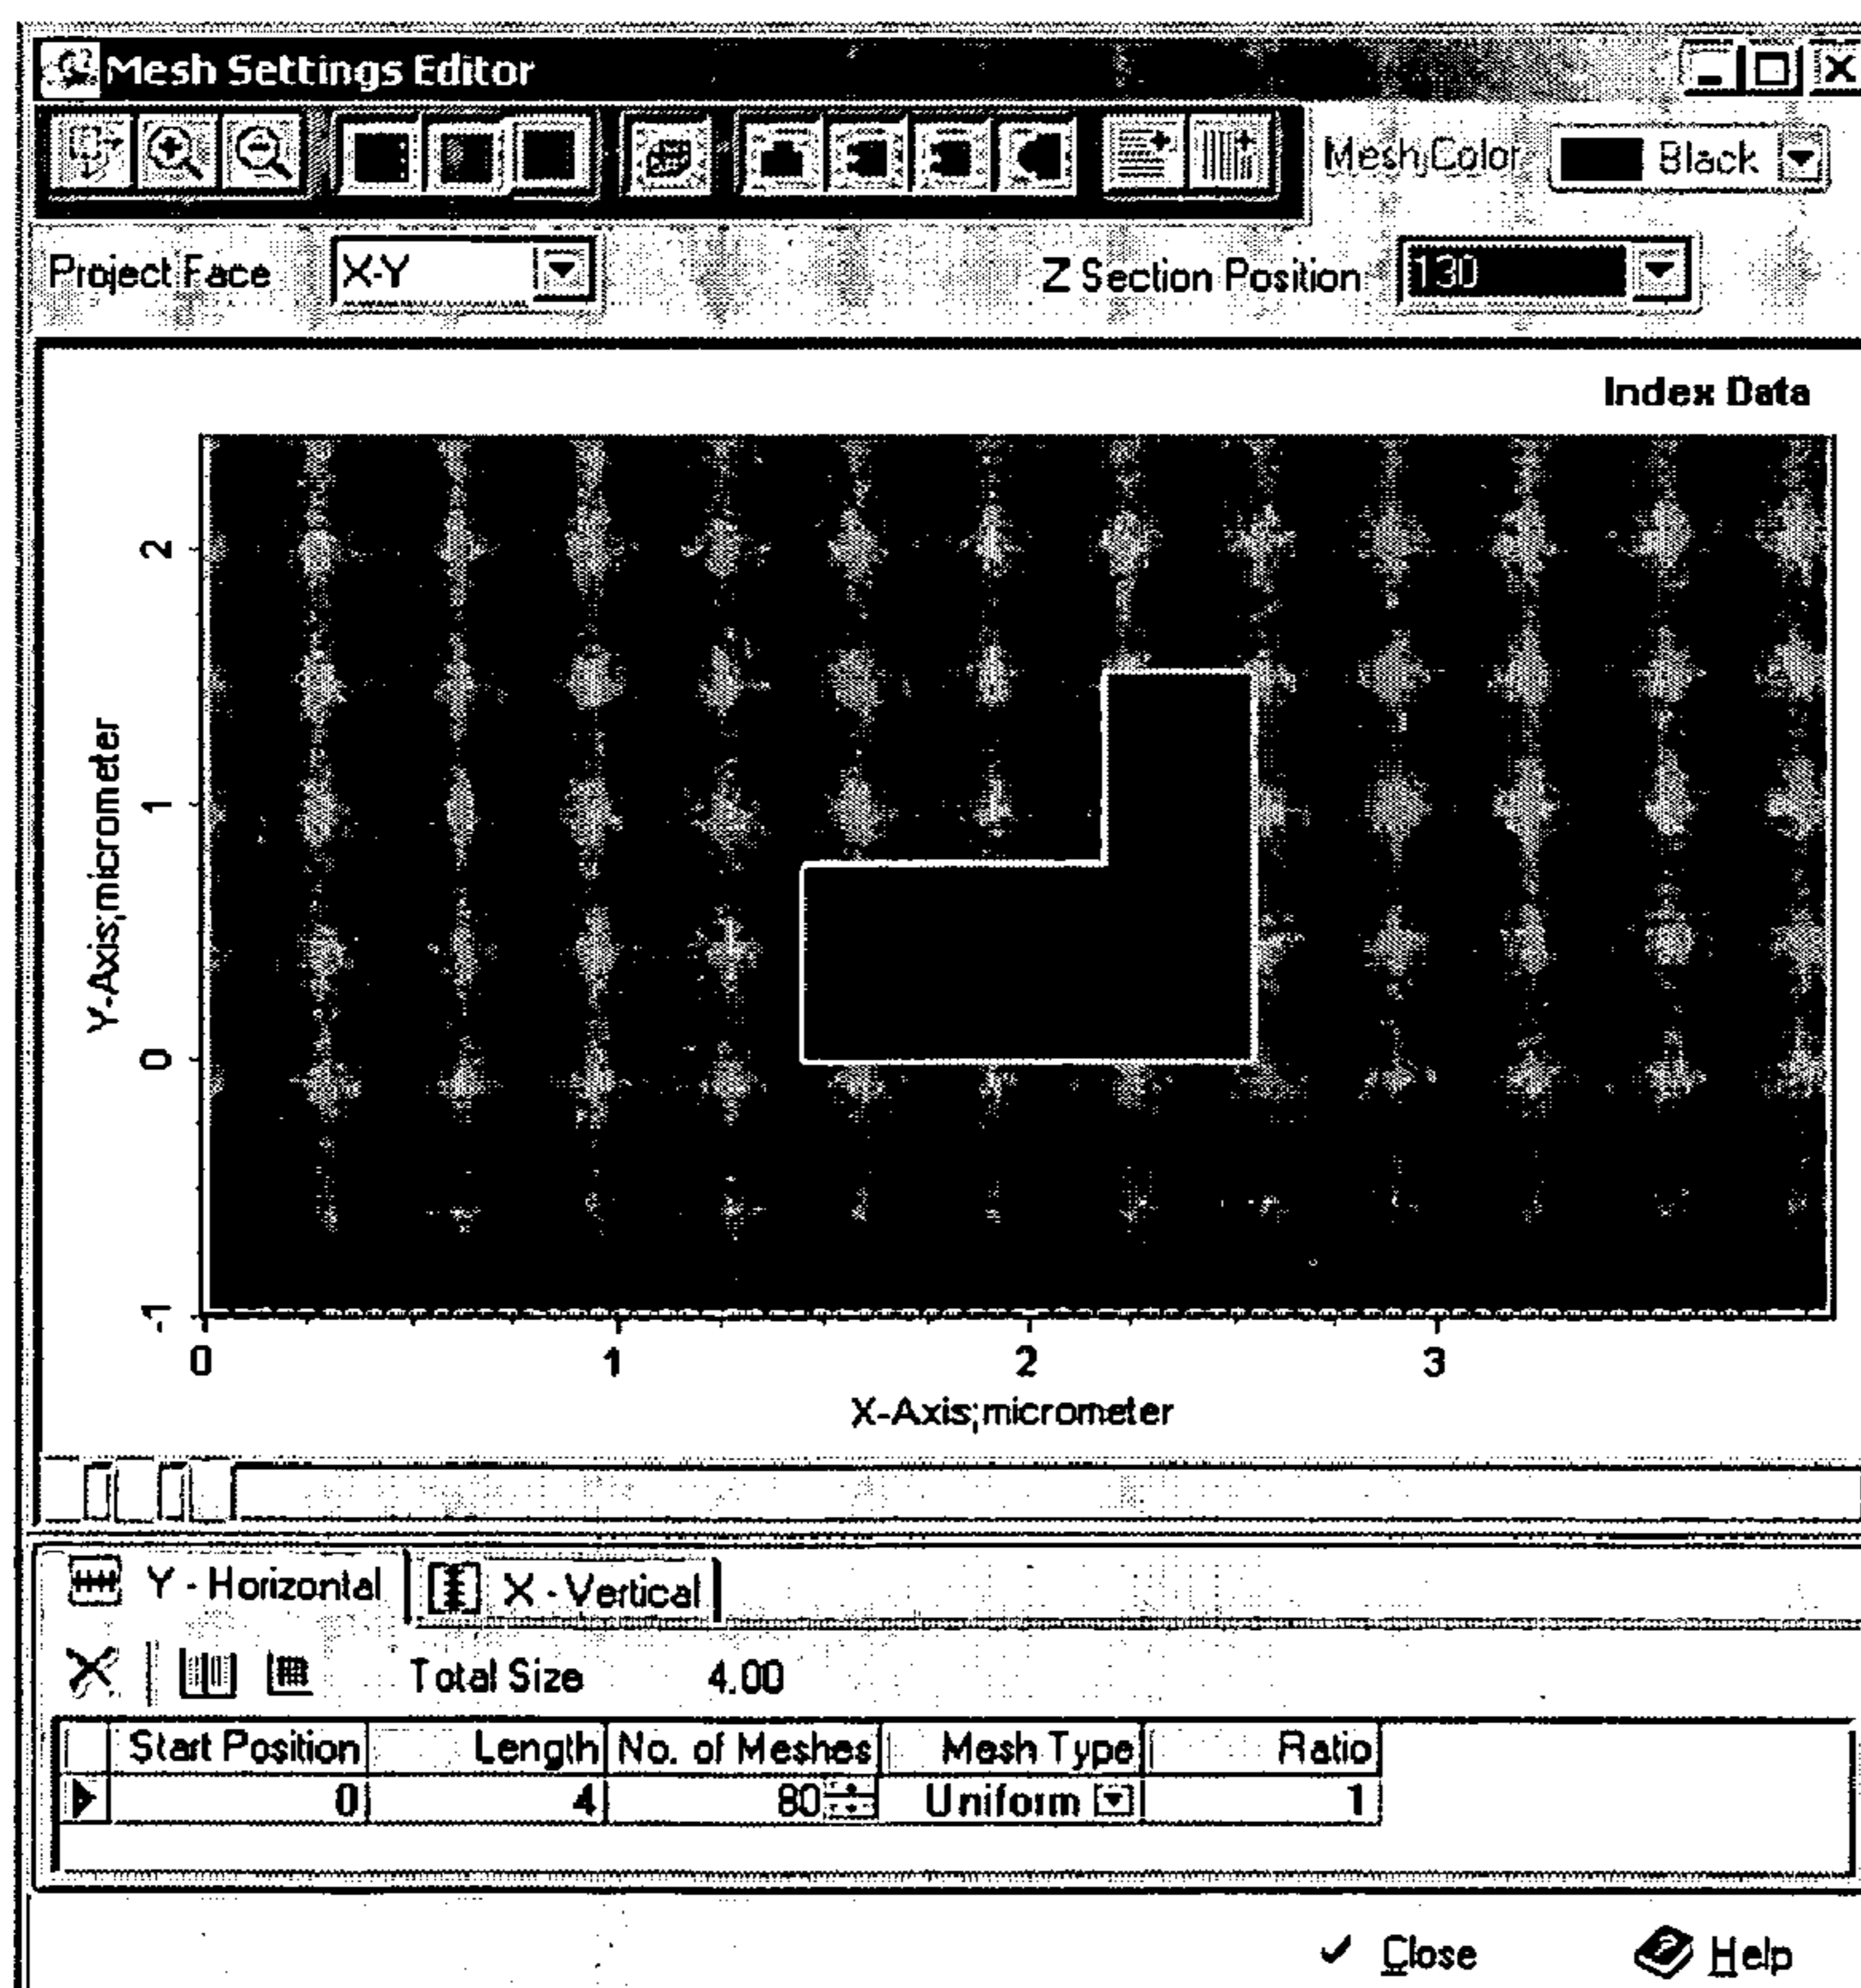 Mesh Settings Editor
Mesh Color Black
Project Face X-Y Z Section Position 130
Index Data
2
1
0
-1
Y-Axis;micrometer
0 1 2 3
X-Axis;micrometer
Y - Horizontal X - Vertical
Total Size 4.00
Start Position Length No. of Meshes Mesh Type Ratio
0 4 80 Uniform 1
Close Help